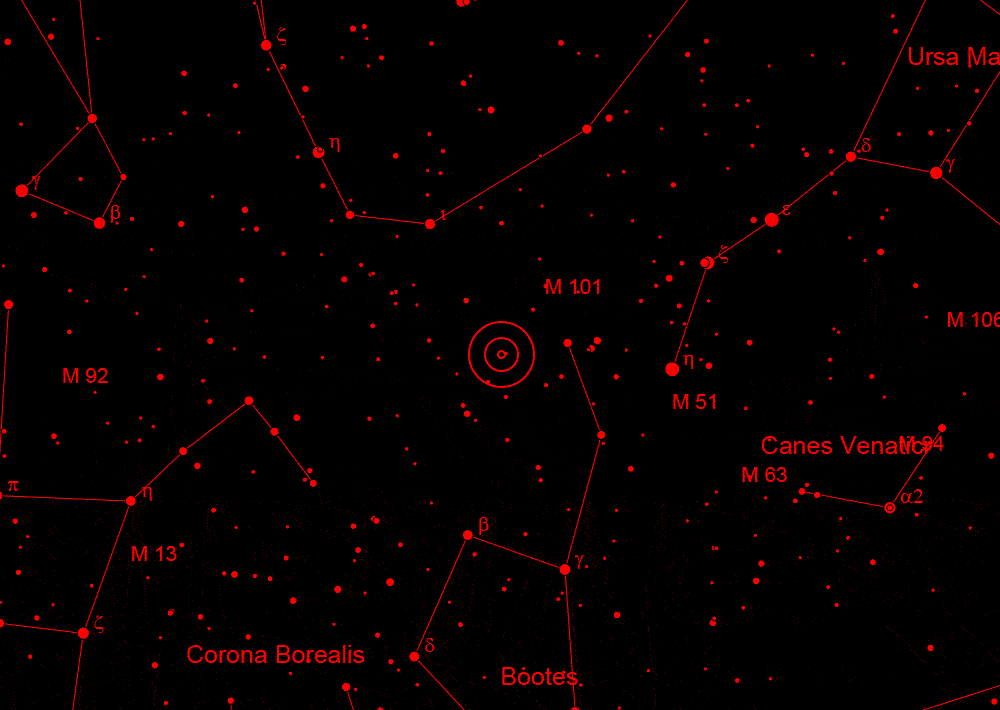 ζ
Ursa Ma
η
δ
γ
γ
β
ι
ε
ζ
M 101
M 106
η
M 92
M 51
Canes Venatici
M 94
M 63
π
η
α2
β
M 13
γ
ζ
δ
Corona Borealis
Bootes